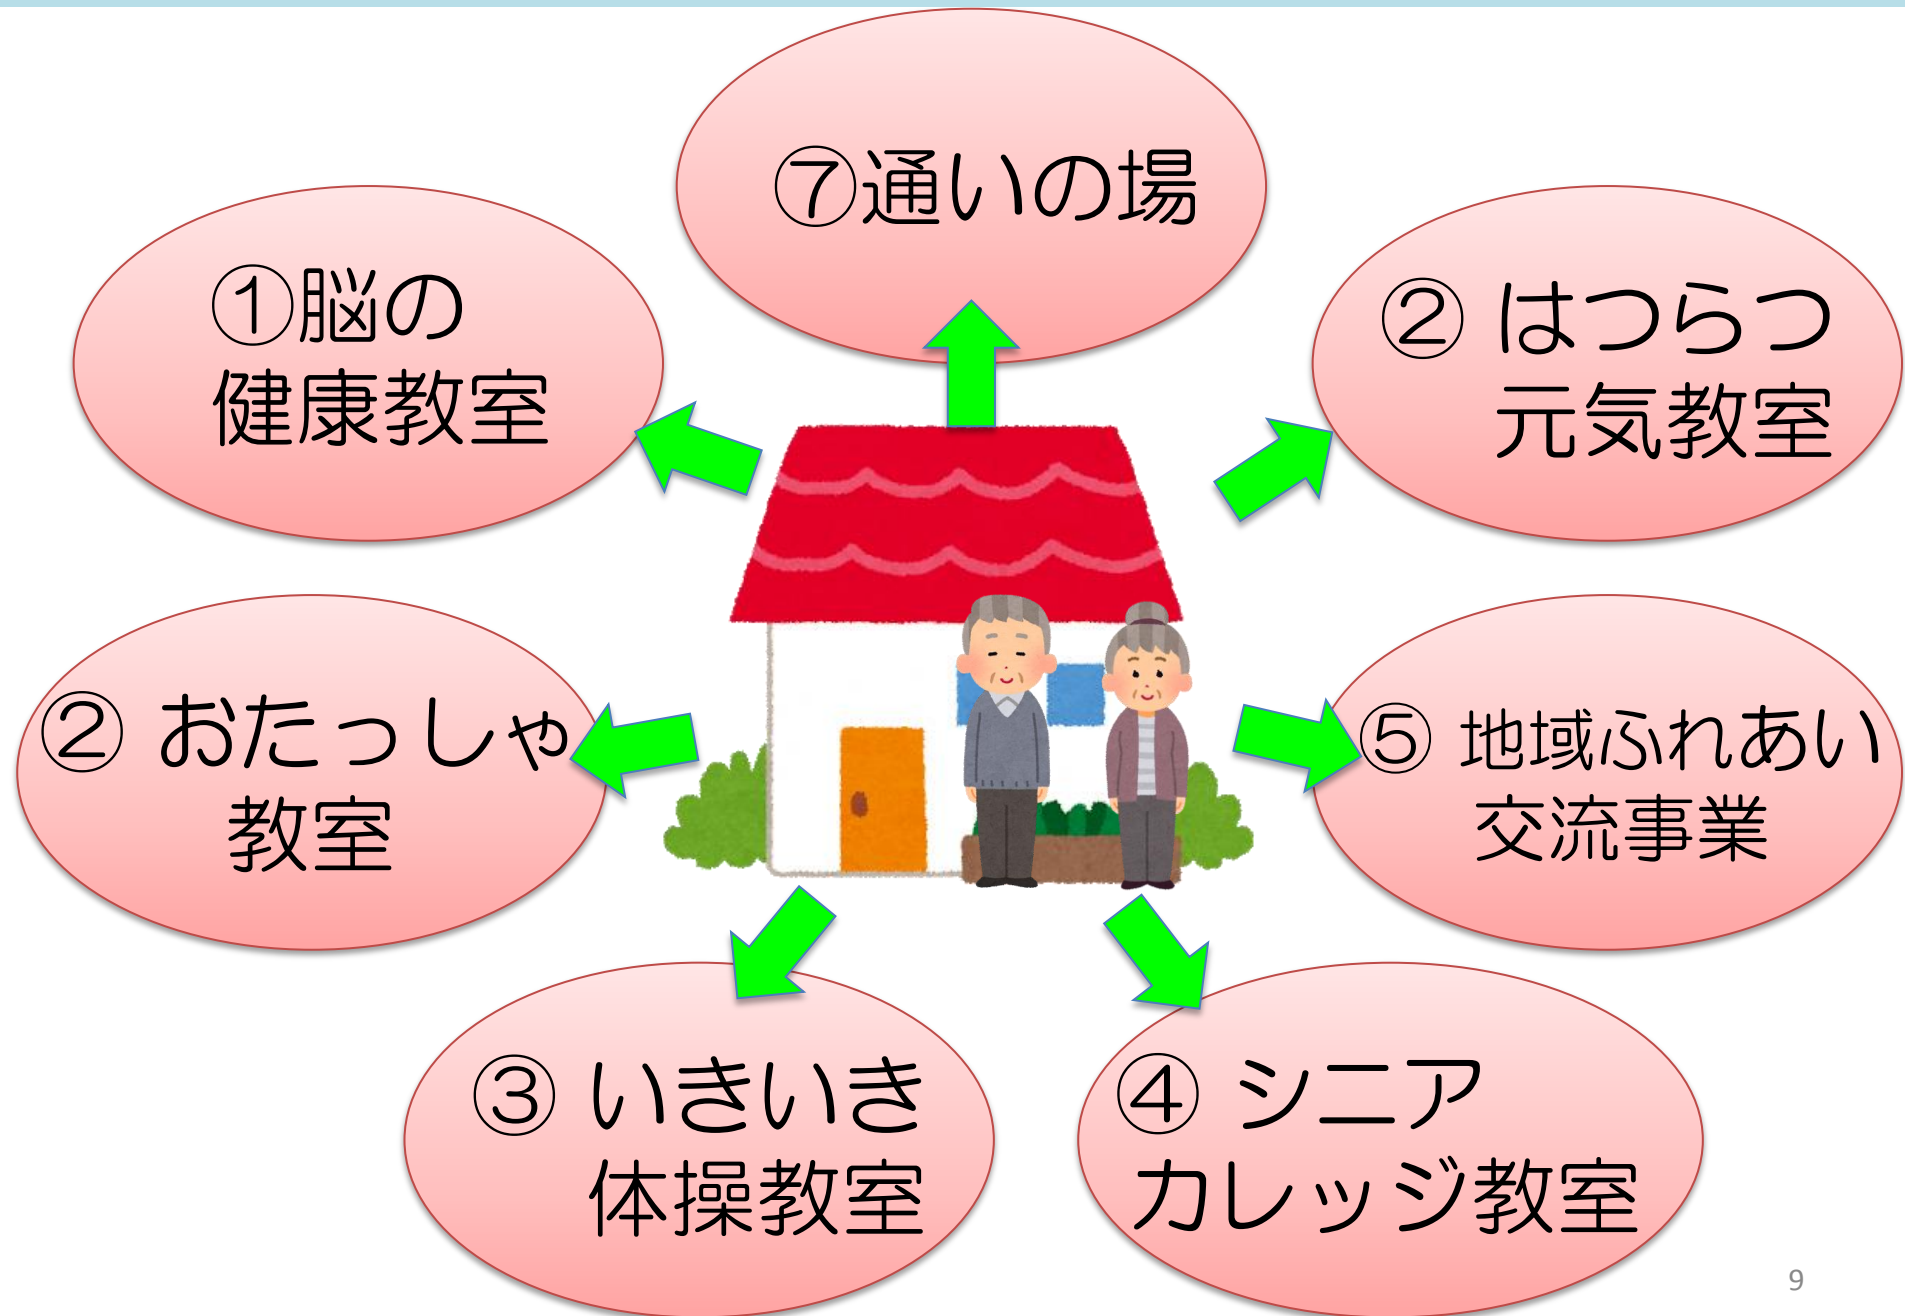 ⑦通いの場
①脳の
健康教室
② はつらつ
元気教室
② おたっしゃ
教室
⑤ 地域ふれあい
交流事業
③ いきいき
体操教室
④ シニア
カレッジ教室
9